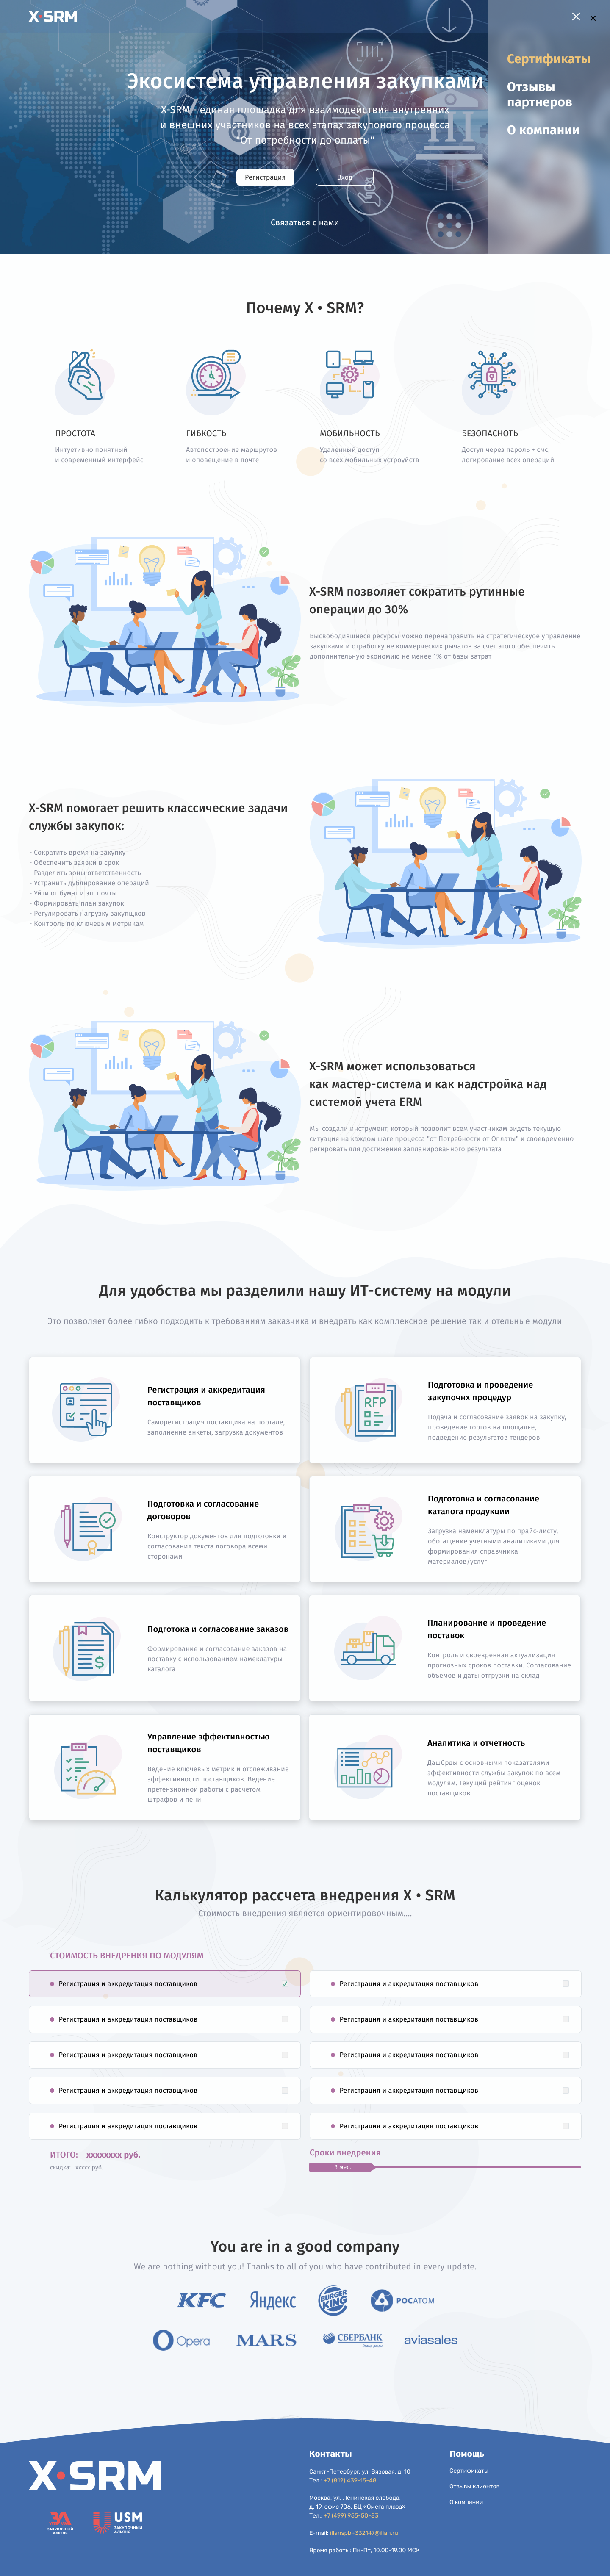 X SRM
Сертификаты
Отзывы
партнеров
О компании
Экосистема управления закупками
X-SRM - единая площадка для взаимодействия внутренних
и внешних участников на всех этапах закупоного процесса
"От потребности до оплаты"
Регистрация
Вход
Связаться с нами
Почему X • SRM?
ПРОСТОТА
Интуетивно понятный
и современный интерфейс
ГИБКОСТЬ
Автопостроение маршрутов
и оповещение в почте
МОБИЛЬНОСТЬ
Удаленный доступ
со всех мобильных устроуйств
БЕЗОПАСНОТЬ
Доступ через пароль + смс,
логирование всех операций
X-SRM позволяет сократить рутинные
операции до 30%
Высвободившиеся ресурсы можно перенаправить на стратегическуое управление
закупками и отработку не коммерческих рычагов за счет этого обеспечить
дополнительную экономию не менее 1% от базы затрат
X-SRM помогает решить классические задачи
службы закупок:
- Сократить время на закупку
- Обеспечить заявки в срок
- Разделить зоны ответственность
- Устранить дублирование операций
- Уйти от бумаг и эл. почты
- Формировать план закупок
- Регулировать нагрузку закупщков
- Контроль по ключевым метрикам
X-SRM может использоваться
как мастер-система и как надстройка над
системой учета ERM
Мы создали инструмент, который позволит всем участникам видеть текущую
ситуация на каждом шаге процесса "от Потребности от Оплаты" и своевременно
регировать для достижения запланированного результата
Для удобства мы разделили нашу ИТ-систему на модули
Это позволяет более гибко подходить к требованиям заказчика и внедрать как комплексное решение так и отельные модули
Регистрация и аккредитация
поставщиков
Саморегистрация поставщика на портале,
заполнение анкеты, загрузка документов
RFP
Подготовка и проведение
закупочнх процедур
Подача и согласование заявок на закупку,
проведение торгов на площадке,
подведение результатов тендеров
Подготовка и согласование
договоров
Конструктор документов для подготовки и
согласования текста договора всеми
сторонами
Подготовка и согласование
каталога продукции
Загрузка наменклатуры по прайс-листу,
обогащение учетными аналитиками для
формирования справчника
материалов/услуг
Подготока и согласование заказов
Формирование и согласование заказов на
поставку с использованием намеклатуры
каталога
Планирование и проведение
поставок
Контроль и своевренная актуализация
прогнозных сроков поставки. Согласование
объемов и даты отгрузки на склад
Управление эффективностью
поставщиков
Ведение ключевых метрик и отслеживание
эффективности поставщиков. Ведение
претензионной работы с расчетом
штрафов и пени
Аналитика и отчетность
Дашбрды с основными показателями
эффективности службы закупок по всем
модулям. Текущий рейтинг оценок
поставщиков.
Калькулятор рассчета внедрения X • SRM
Стоимость внедрения является ориентировочным....
СТОИМОСТЬ ВНЕДРЕНИЯ ПО МОДУЛЯМ
Регистрация и аккредитация поставщиков
Регистрация и аккредитация поставщиков
Регистрация и аккредитация поставщиков
Регистрация и аккредитация поставщиков
Регистрация и аккредитация поставщиков
Регистрация и аккредитация поставщиков
Регистрация и аккредитация поставщиков
Регистрация и аккредитация поставщиков
Регистрация и аккредитация поставщиков
Регистрация и аккредитация поставщиков
ИТОГО: xxxxxxxx руб.
скидка: xxxxx руб.
Сроки внедрения
3 мес.
You are in a good company
We are nothing without you! Thanks to all of you who have contributed in every update.
KFC
Яндекс
BURGER KING
РОСАТОМ
Opera
MARS
СБЕРБАНК
aviasales
X•SRM
ЗАКУПОЧНЫЙ
АЛЬЯНС
USM
ЗАКУПОЧНЫЙ
АЛЬЯНС
Контакты
Санкт-Петербург, ул. Вязовая, д. 10
Тел.: +7 (812) 439-15-48
Москва, ул. Ленинская слобода,
д. 19, офис 706, БЦ «Омега плаза»
Тел.: +7 (499) 955-50-83
E-mail: illanspb+332147@illan.ru
Время работы: Пн-Пт, 10.00-19.00 МСК
Помощь
Сертификаты
Отзывы клиентов
О компании